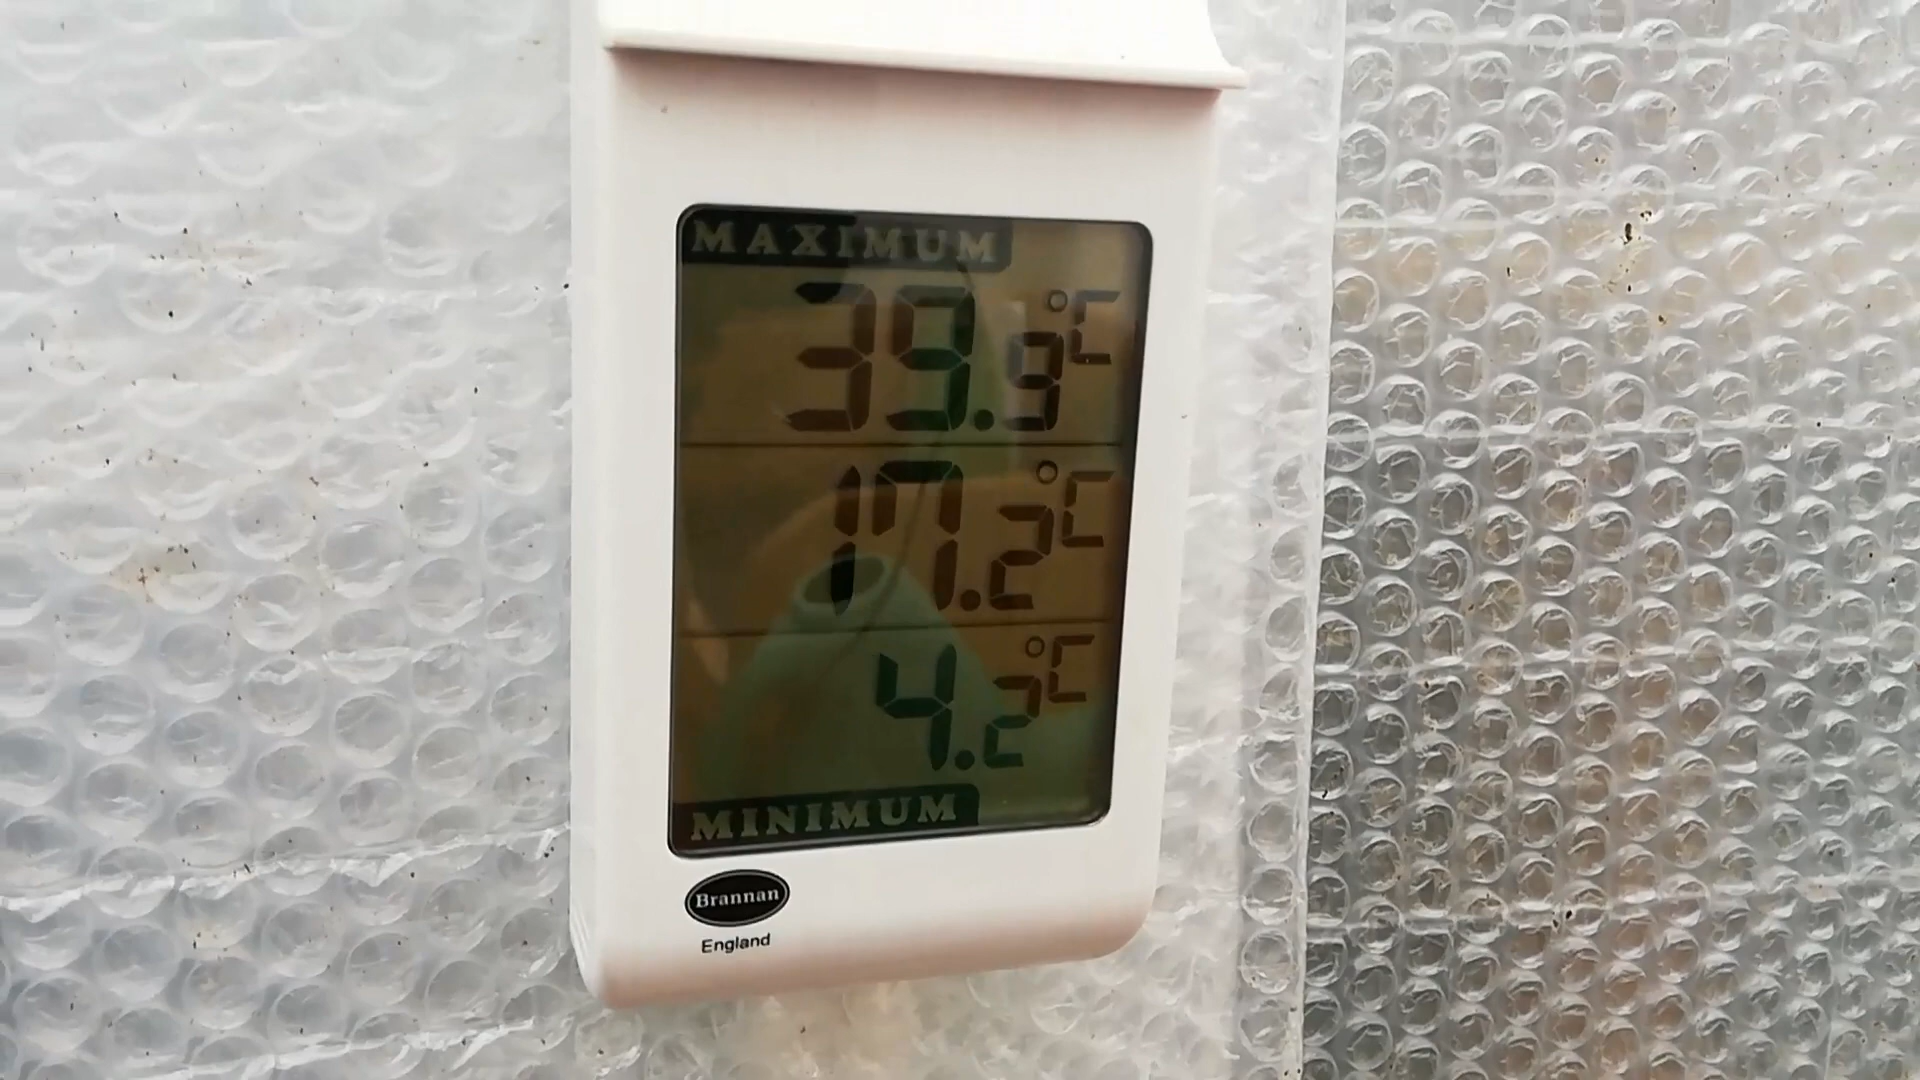 MAXIMUM
39.9°C
17.2°C
4.2°C
MINIMUM
Brannan
England